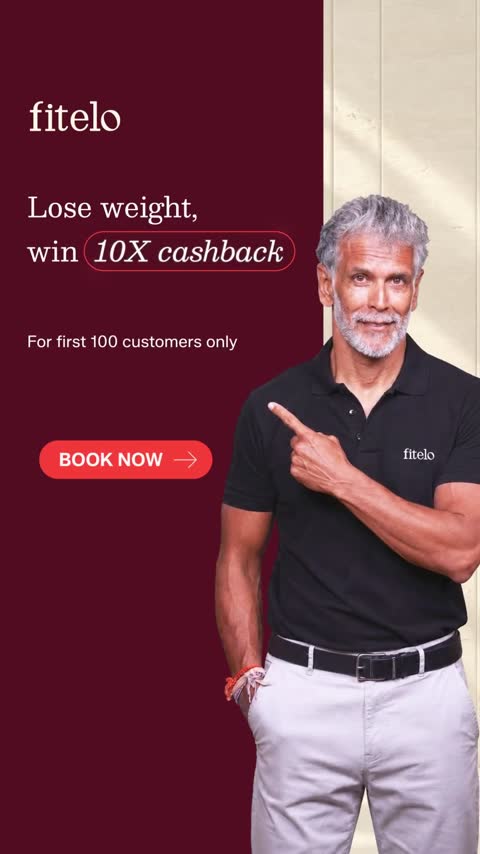 fitelo
Lose weight,
win 10X cashback
For first 100 customers only
BOOK NOW
fitelo